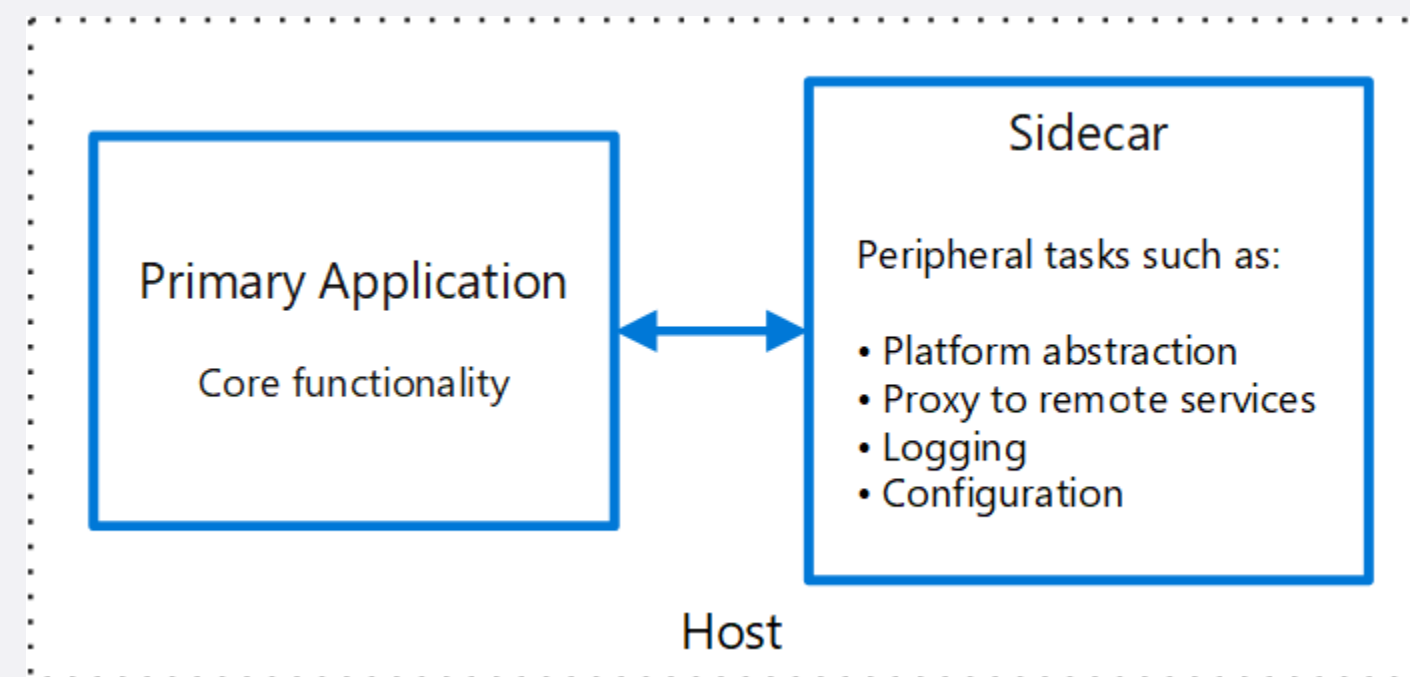 Primary Application
Core functionality
Sidecar
Peripheral tasks such as:
• Platform abstraction
• Proxy to remote services
• Logging
• Configuration
Host